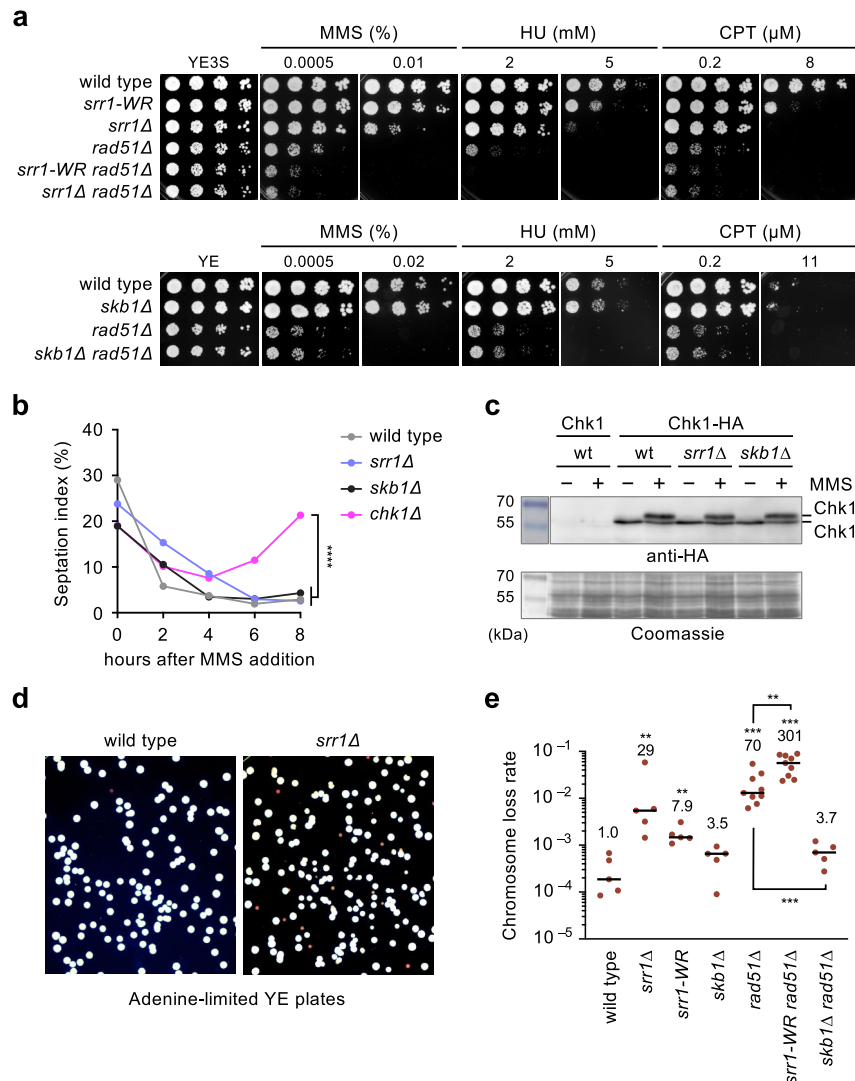 a
MMS (%) HU (mM) CPT (µM)
YE3S 0.0005 0.01 2 5 0.2 8
wild type
srr1-WR
srr1Δ
rad51Δ
srr1-WR rad51Δ
srr1Δ rad51Δ
MMS (%) HU (mM) CPT (µM)
YE 0.0005 0.02 2 5 0.2 11
wild type
skb1Δ
rad51Δ
skb1Δ rad51Δ
b
Septation index (%)
40
30
20
10
0
0 2 4 6 8
hours after MMS addition
wild type
srr1Δ
skb1Δ
chk1Δ
****
c
Chk1 Chk1-HA
wt wt srr1Δ skb1Δ
– + – + – + – + MMS
70
55
Chk1
Chk1
anti-HA
70
55
(kDa) Coomassie
d
wild type srr1Δ
Adenine-limited YE plates
e
Chromosome loss rate
10⁻¹
10⁻²
10⁻³
10⁻⁴
10⁻⁵
1.0
**
29
**
7.9
3.5
***
70
**
***
301
3.7
***
wild type
srr1Δ
srr1-WR
skb1Δ
rad51Δ
srr1-WR rad51Δ
skb1Δ rad51Δ